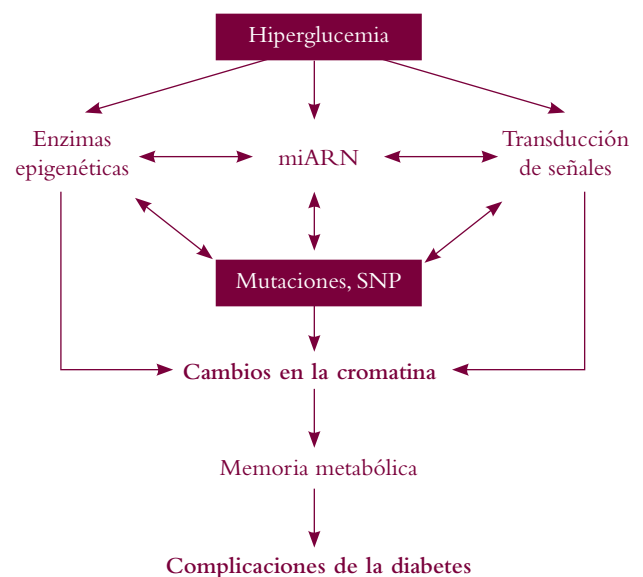 Hiperglucemia
Enzimas
epigenéticas
miARN
Transducción
de señales
Mutaciones, SNP
Cambios en la cromatina
Memoria metabólica
Complicaciones de la diabetes